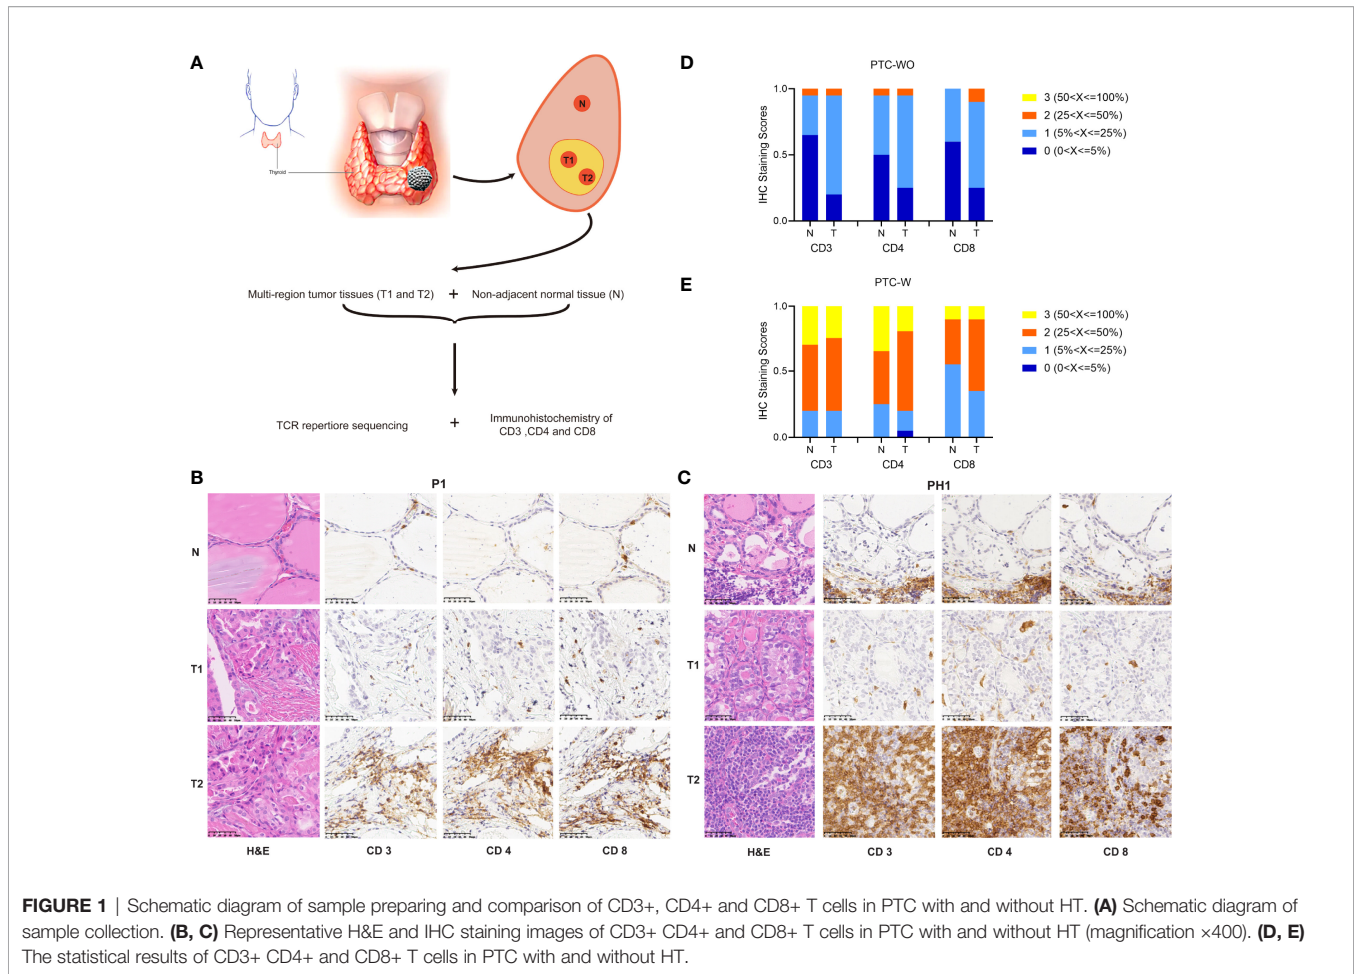 A
Thyroid
N
T1
T2
Multi-region tumor tissues (T1 and T2) + Non-adjacent normal tissue (N)
TCR repertiore sequencing + Immunohistochemistry of
CD3 ,CD4 and CD8
D
PTC-WO
IHC Staining Scores
1.0
0.5
0.0
N T N T N T
CD3 CD4 CD8
3 (50<X<=100%)
2 (25<X<=50%)
1 (5%<X<=25%)
0 (0<X<=5%)
E
PTC-W
IHC Staining Scores
1.0
0.5
0.0
N T N T N T
CD3 CD4 CD8
3 (50<X<=100%)
2 (25<X<=50%)
1 (5%<X<=25%)
0 (0<X<=5%)
B
P1
N
T1
T2
H&E CD 3 CD 4 CD 8
C
PH1
N
T1
T2
H&E CD 3 CD 4 CD 8
FIGURE 1 | Schematic diagram of sample preparing and comparison of CD3+, CD4+ and CD8+ T cells in PTC with and without HT. (A) Schematic diagram of
sample collection. (B, C) Representative H&E and IHC staining images of CD3+ CD4+ and CD8+ T cells in PTC with and without HT (magnification ×400). (D, E)
The statistical results of CD3+ CD4+ and CD8+ T cells in PTC with and without HT.